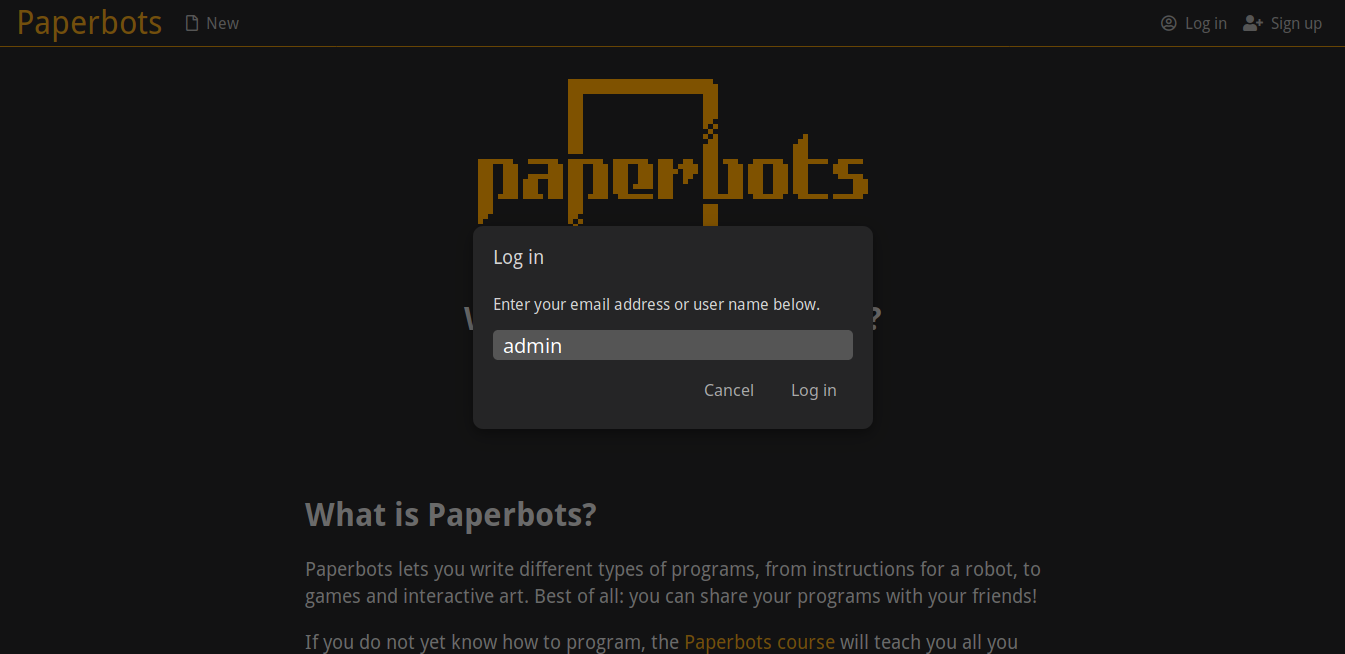 Paperbots New Log in Sign up
paperbots
Log in
Enter your email address or user name below.
?
admin
Cancel Log in
What is Paperbots?
Paperbots lets you write different types of programs, from instructions for a robot, to
games and interactive art. Best of all: you can share your programs with your friends!
If you do not yet know how to program, the Paperbots course will teach you all you